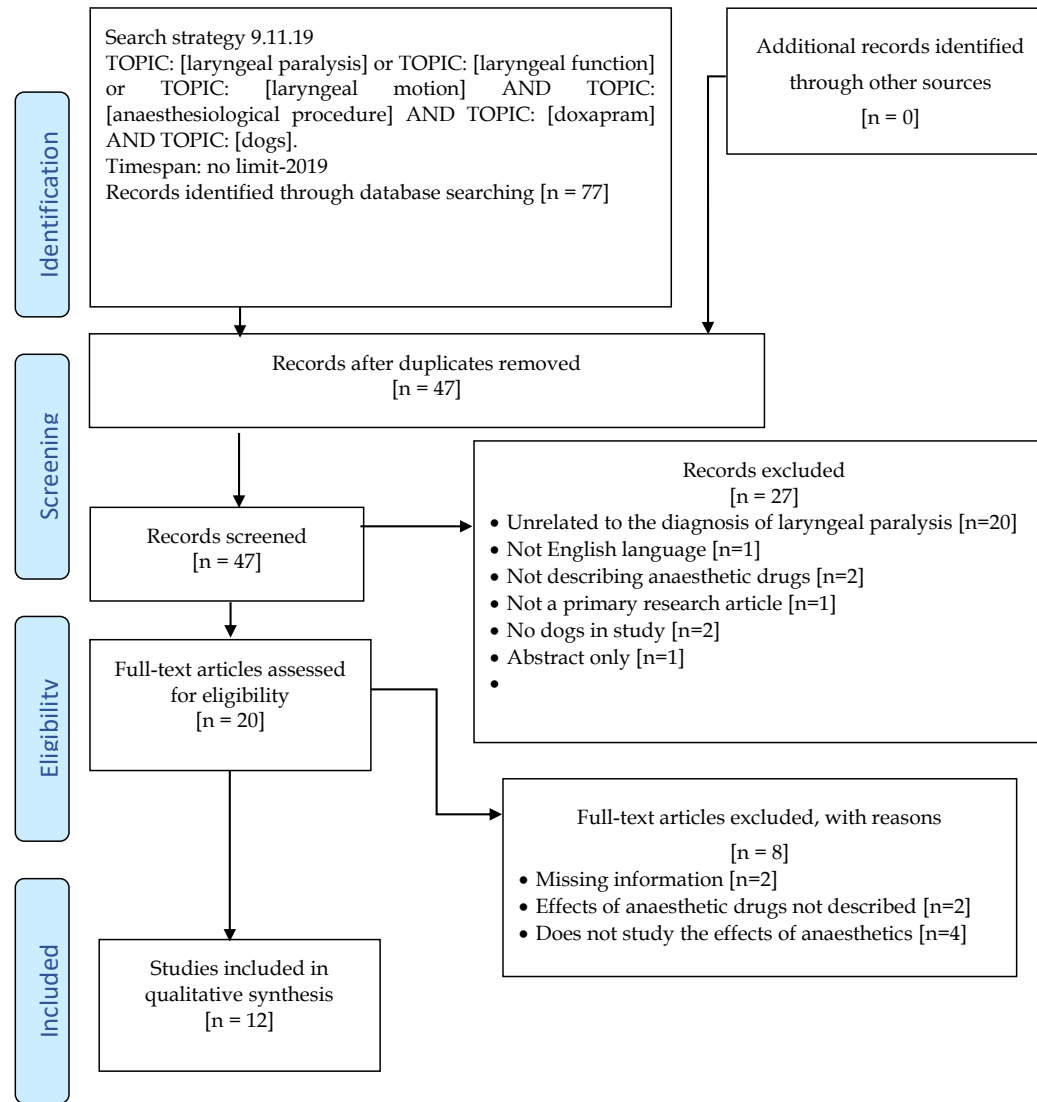 Search strategy 9.11.19
TOPIC: [laryngeal paralysis] or TOPIC: [laryngeal function]
or TOPIC: [laryngeal motion] AND TOPIC:
[anaesthesiological procedure] AND TOPIC: [doxapram]
AND TOPIC: [dogs].
Timespan: no limit-2019
Records identified through database searching [n = 77]
Additional records identified
through other sources
[n = 0]
Identification
Records after duplicates removed
[n = 47]
Screening
Records screened
[n = 47]
Records excluded
[n = 27]
• Unrelated to the diagnosis of laryngeal paralysis [n=20]
• Not English language [n=1]
• Not describing anaesthetic drugs [n=2]
• Not a primary research article [n=1]
• No dogs in study [n=2]
• Abstract only [n=1]
•
Eligibility
Full-text articles assessed
for eligibility
[n = 20]
Full-text articles excluded, with reasons
[n = 8]
• Missing information [n=2]
• Effects of anaesthetic drugs not described [n=2]
• Does not study the effects of anaesthetics [n=4]
Included
Studies included in
qualitative synthesis
[n = 12]